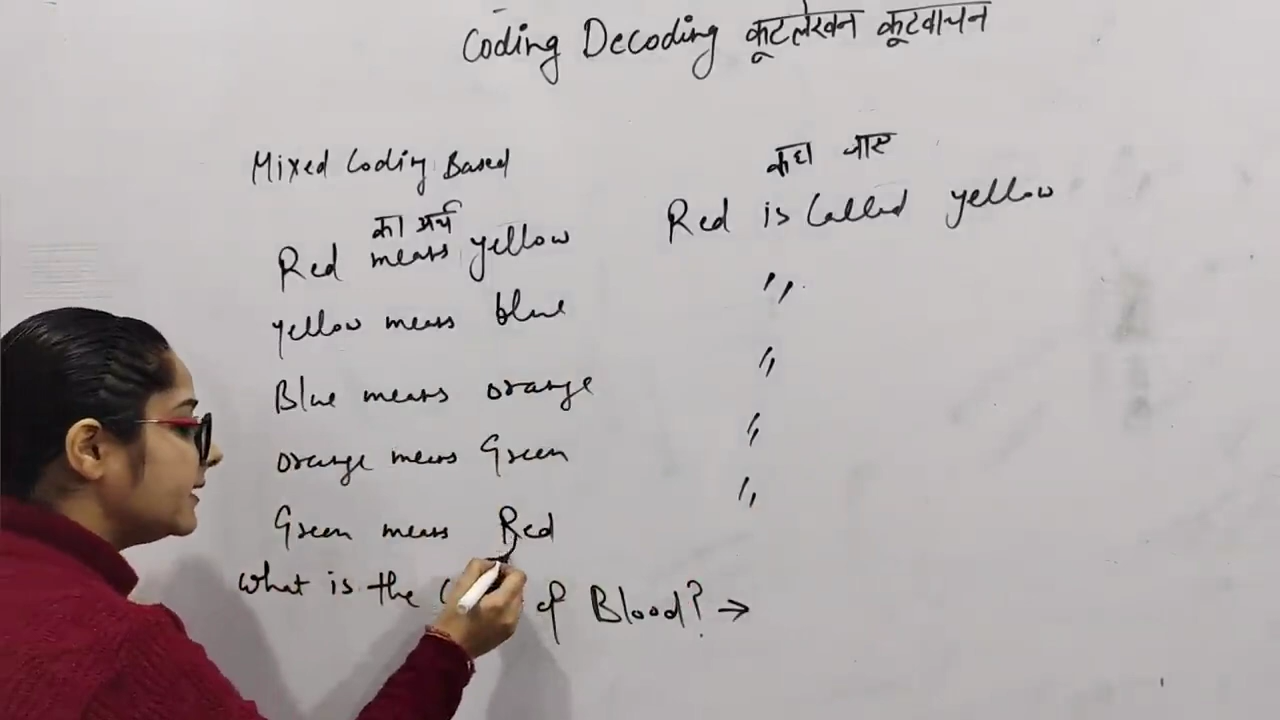 Coding Decoding कूटलेखन कूटवाचन
Mixed Coding Based
का अर्थ
Red means yellow
yellow means blue
Blue means orange
orange means Green
Green means Red
What is the of Blood? →
कहा जाए
Red is Called yellow
"
"
"
"